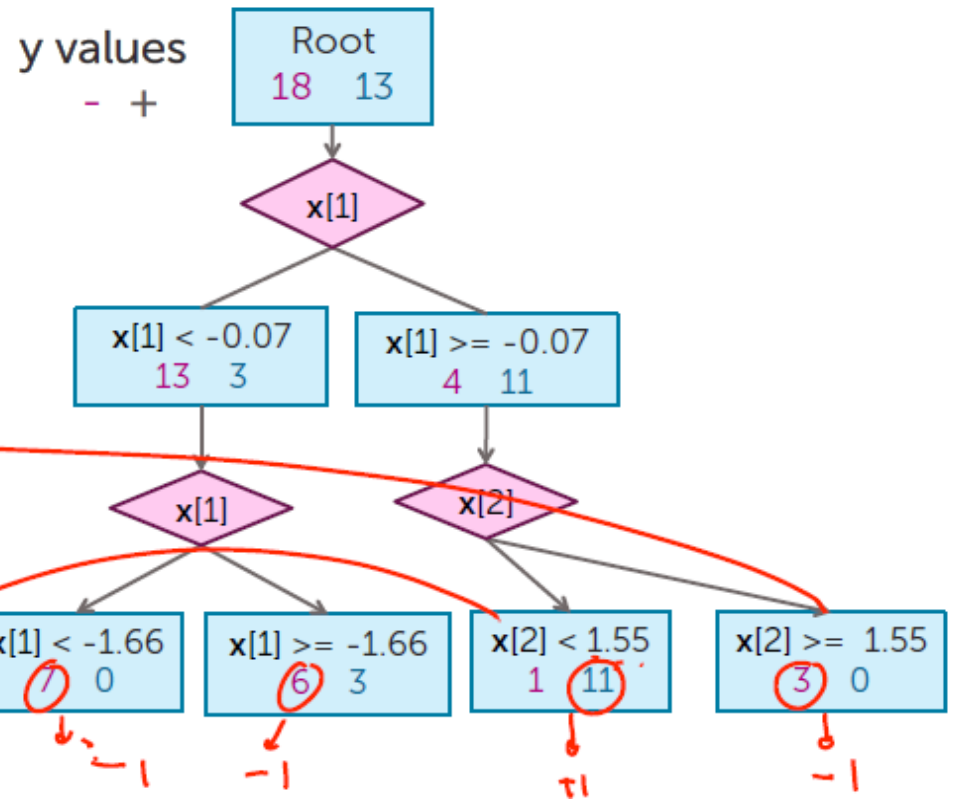 y values
- +
Root
18 13
x[1]
x[1] < -0.07
13 3
x[1] >= -0.07
4 11
x[1]
x[2]
x[1] < -1.66
7 0
x[1] >= -1.66
6 3
x[2] < 1.55
1 11
x[2] >= 1.55
3 0
-1
-1
+1
-1